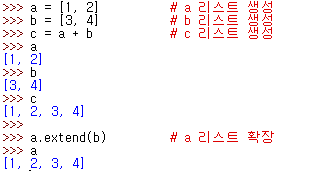 >>> a = [1, 2] # a 리스트 생성
>>> b = [3, 4] # b 리스트 생성
>>> c = a + b # c 리스트 생성
>>> a
[1, 2]
>>> b
[3, 4]
>>> c
[1, 2, 3, 4]
>>>
>>> a.extend(b) # a 리스트 확장
>>> a
[1, 2, 3, 4]